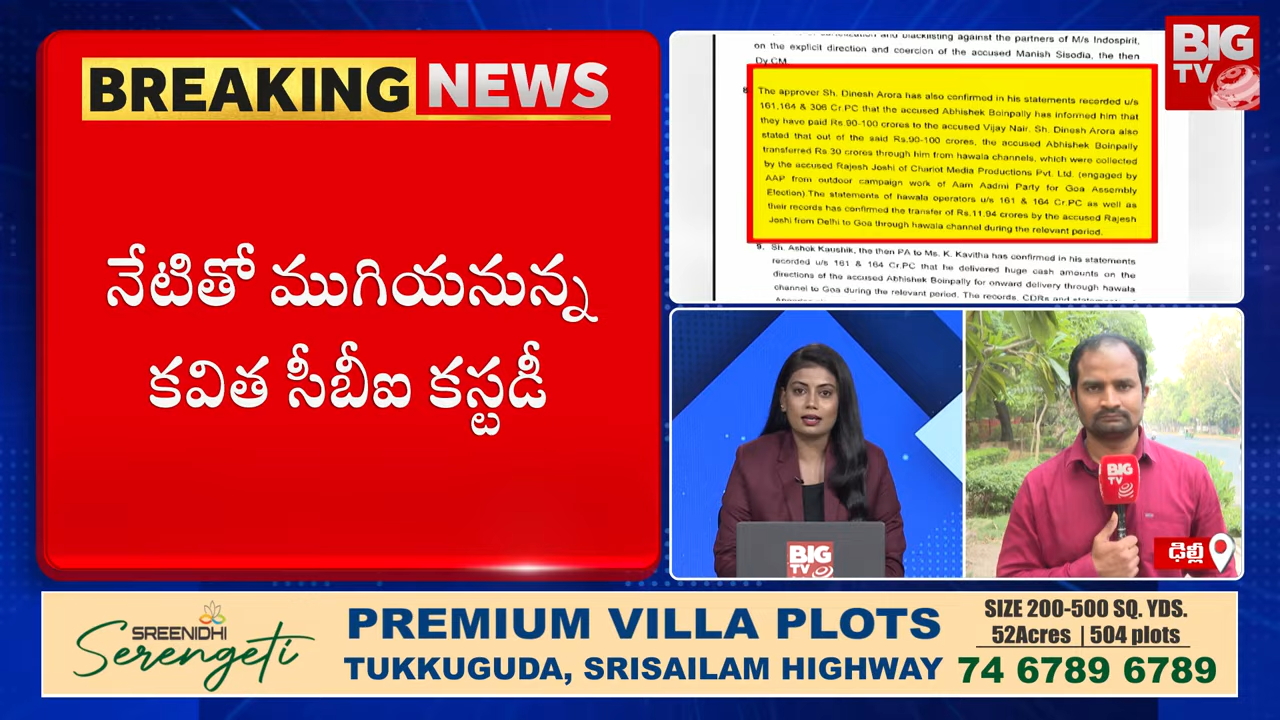 BREAKING NEWS
నేటితో ముగియనున్న
కవిత సీబీఐ కస్టడీ
and blacklisting against the partners of M/s Indospirit,
on the explicit direction and coercion of the accused Manish Sisodia, the then
Dy.CM.
The approver Sh. Dinesh Arora has also confirmed in his statements recorded u/s
161,164 & 306 Cr.PC that the accused Abhishek Boinpally has informed him that
they have paid Rs.90-100 crores to the accused Vijay Nair. Sh. Dinesh Arora also
stated that out of the said Rs.90-100 crores, the accused Abhishek Boinpally
transferred Rs.30 crores through him from hawala channels, which were collected
by the accused Rajesh Joshi of Chariot Media Productions Pvt. Ltd. (engaged by
AAP from outdoor campaign work of Aam Aadmi Party for Goa Assembly
Election).The statements of hawala operators u/s 161 & 164 Cr.PC as well as
their records has confirmed the transfer of Rs.11.94 crores by the accused Rajesh
Joshi from Delhi to Goa through hawala channel during the relevant period.
9. Sh. Ashok Kaushik, the then PA to Ms. K. Kavitha has confirmed in his statements
recorded u/s 161 & 164 Cr.PC that he delivered huge cash amounts on the
directions of the accused Abhishek Boinpally for onward delivery through hawala
channel to Goa during the relevant period. The records, CDRs and
BIG
TV
BIG
TV
BIG
TV
ఢిల్లీ
SREENIDHI
Serengeti
PREMIUM VILLA PLOTS
TUKKUGUDA, SRISAILAM HIGHWAY
SIZE 200-500 SQ. YDS.
52Acres | 504 plots
74 6789 6789